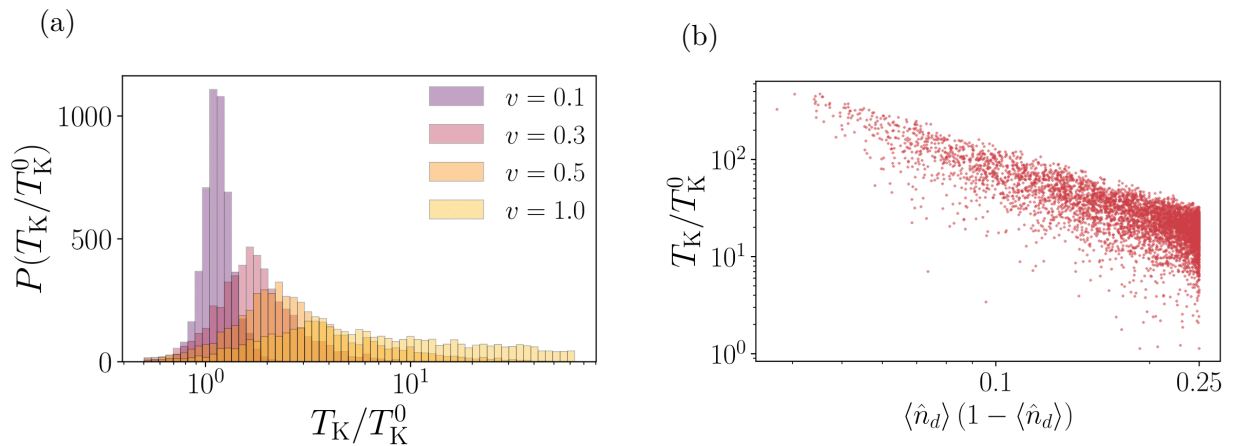 (a)
1000
500
0
P(T_K/T_K^0)
v = 0.1
v = 0.3
v = 0.5
v = 1.0
10^0
10^1
T_K/T_K^0
(b)
10^2
10^1
10^0
T_K/T_K^0
0.1
0.25
⟨n̂_d⟩ (1 − ⟨n̂_d⟩)